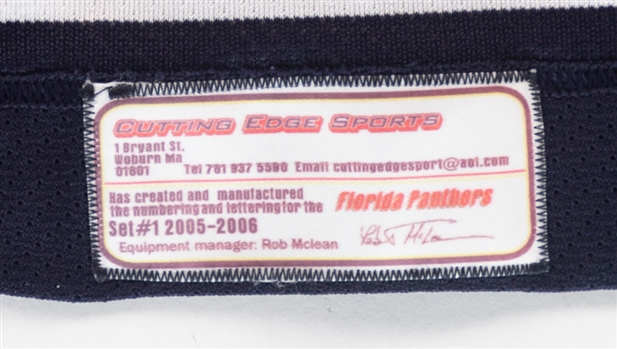 Cutting Edge Sports
1 Bryant St.
Woburn Ma
01801 Tel 781 937 5590 Email cuttingedgesport@aol.com
Has created and manufactured
the numbering and lettering for the Florida Panthers
Set#1 2005-2006
Equipment manager: Rob Mclean